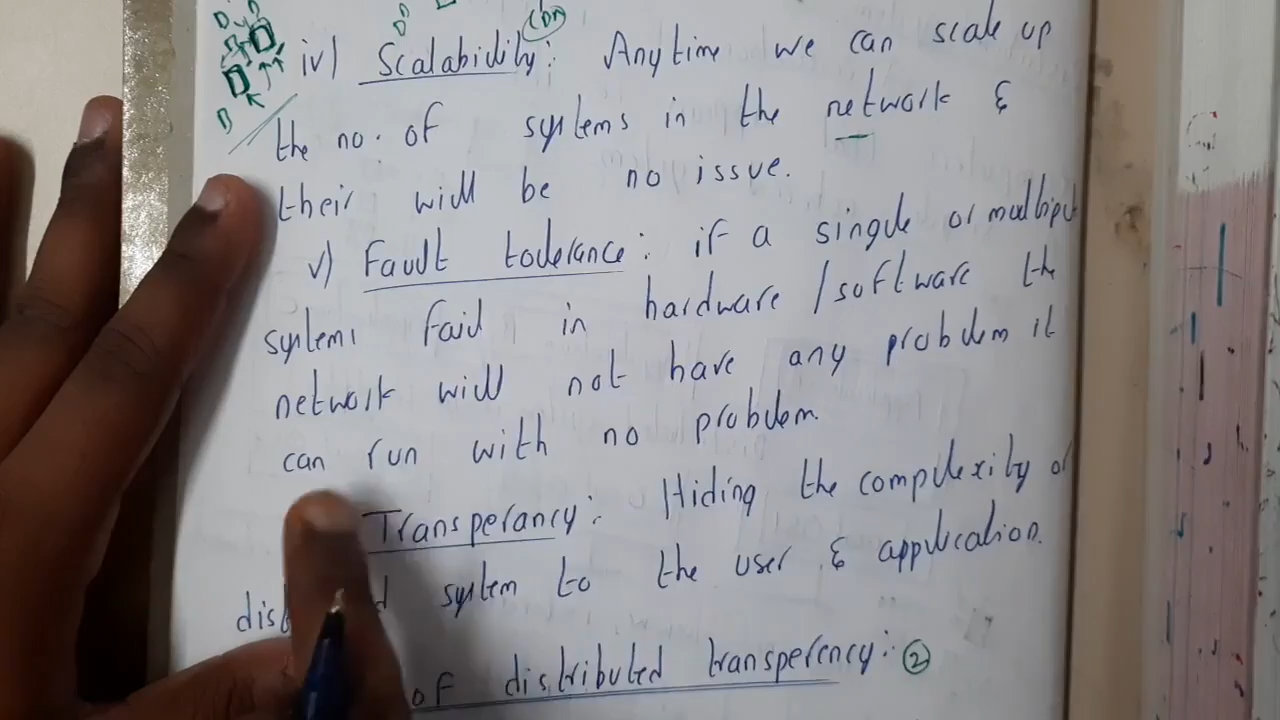 iv) Scalability: Anytime we can scale up
the no. of systems in the network &
their will be no issue.
v) Fault tolerance: if a single or multiple
systems fail in hardware / software the
network will not have any problem it
can run with no problem.
Transperancy: Hiding the complexity of
system to the user & application.
of distributed transperency: 2